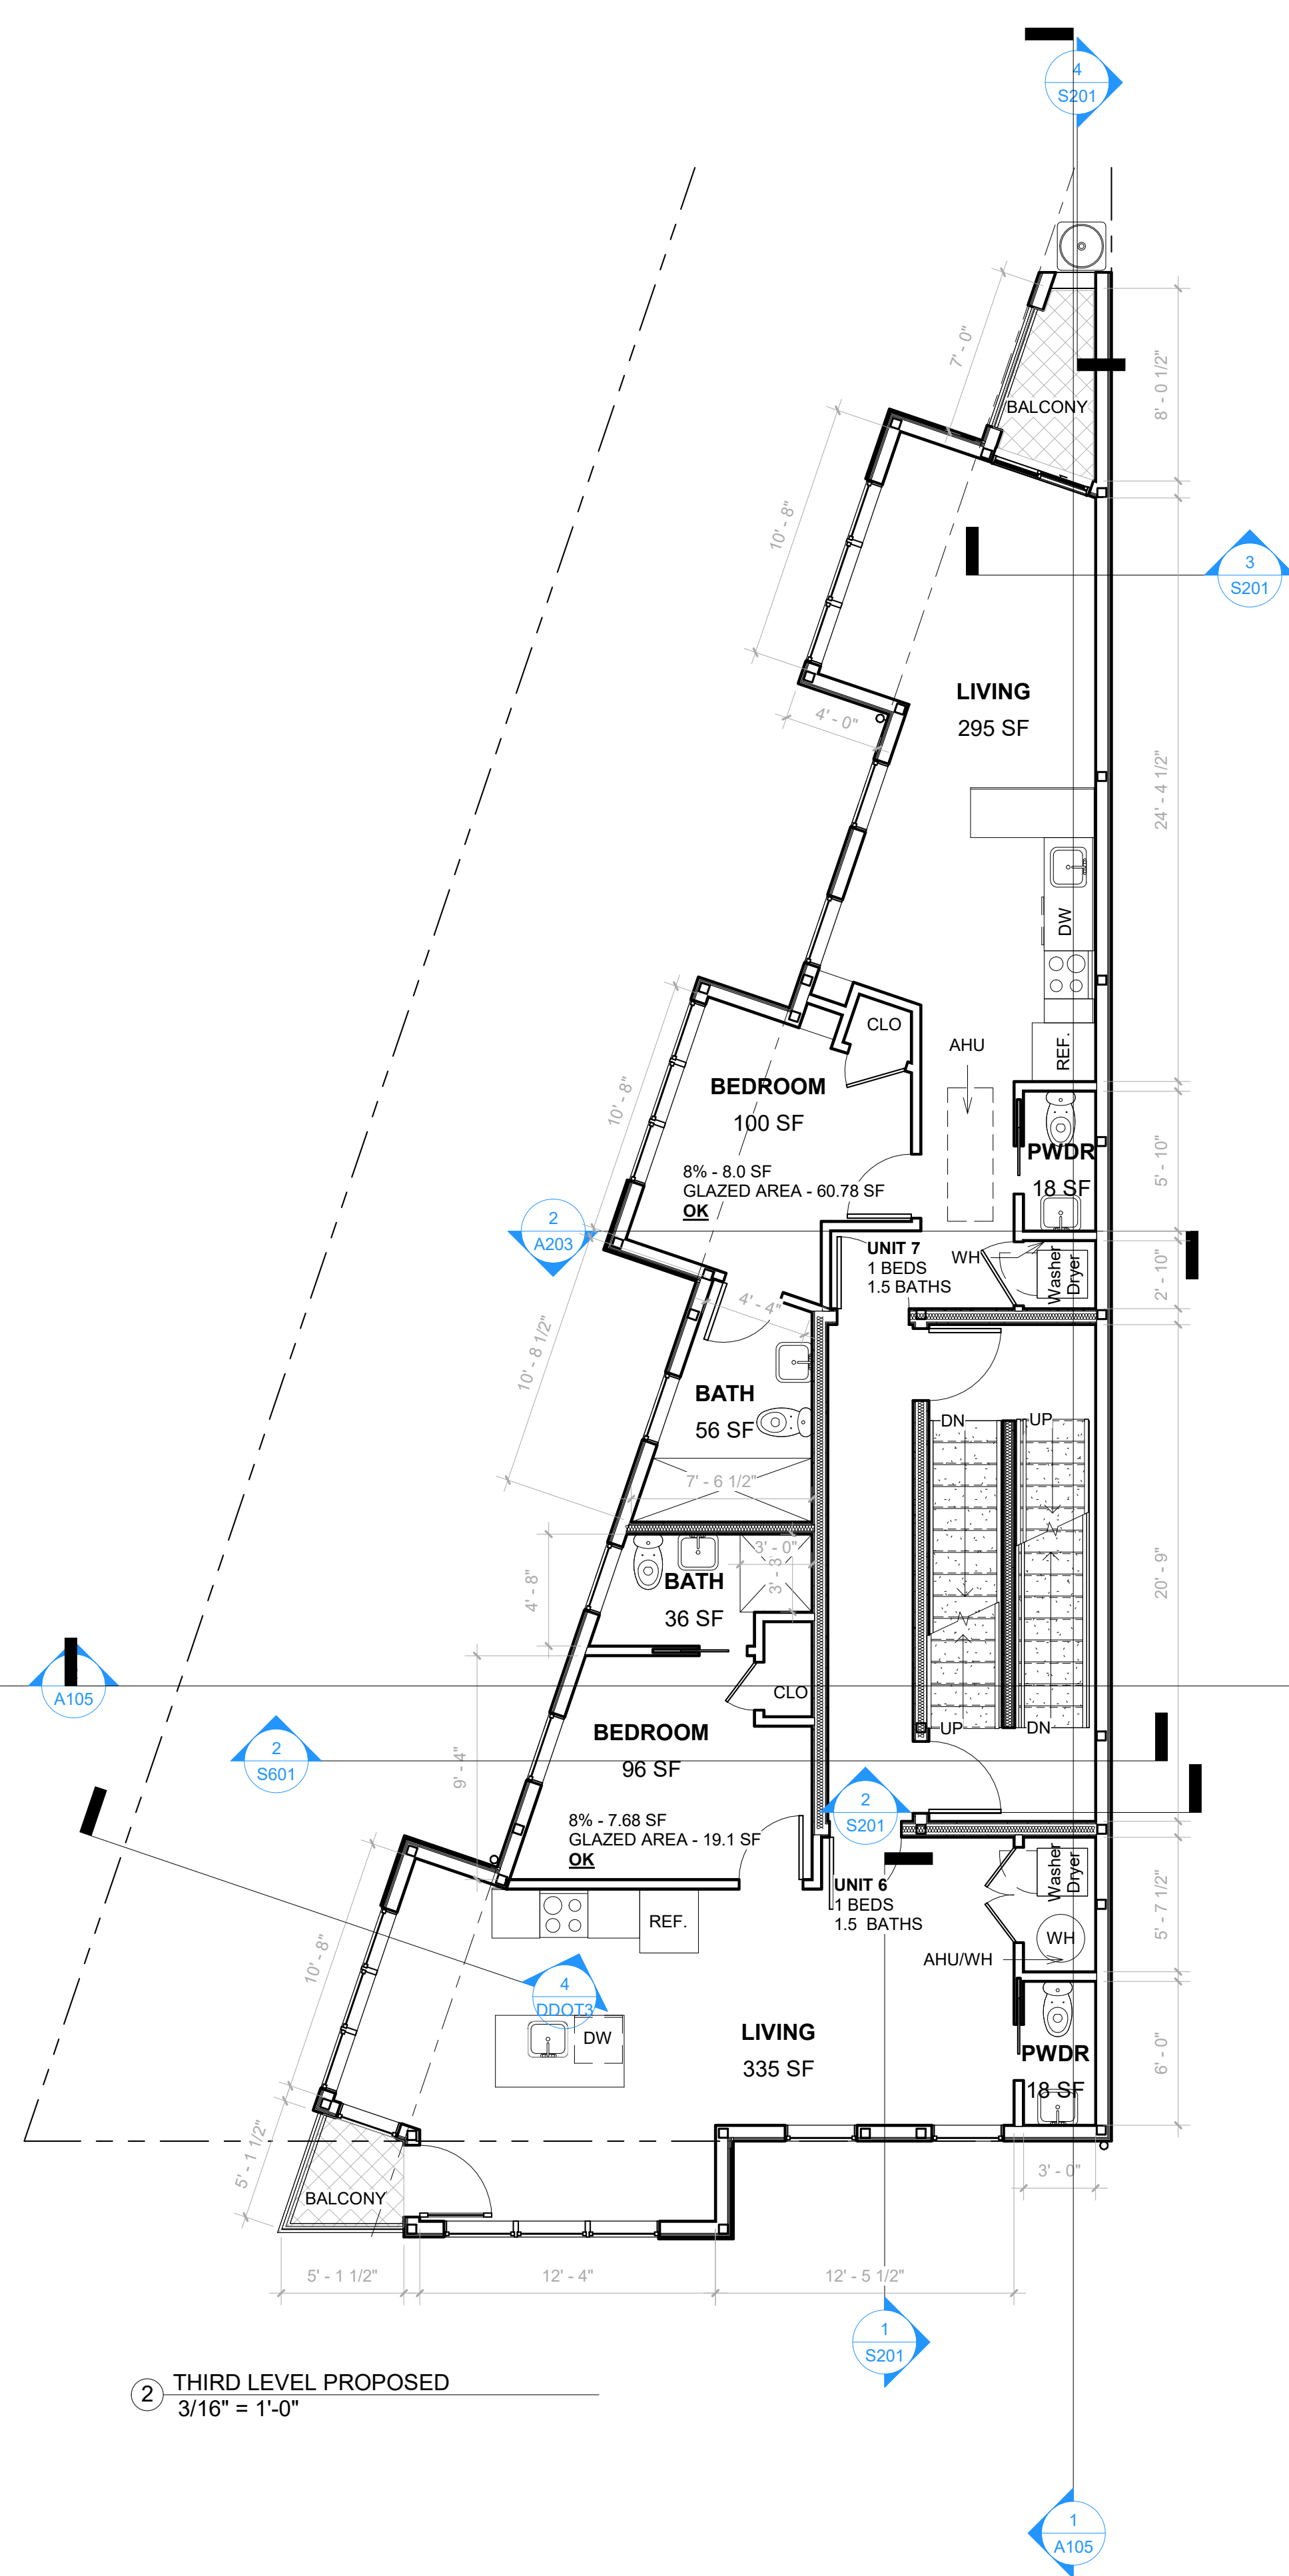 4
S201
7' - 0"
8' - 0 1/2"
BALCONY
10' - 8"
3
S201
LIVING
295 SF
4' - 0"
24' - 4 1/2"
DW
CLO
AHU
REF.
BEDROOM
100 SF
10' - 8"
PWDR
18 SF
5' - 10"
8% - 8.0 SF
GLAZED AREA - 60.78 SF
OK
2
A203
UNIT 7
1 BEDS
1.5 BATHS
WH
Washer
Dryer
2' - 10"
4' - 4"
10' - 8 1/2"
BATH
56 SF
DN
UP
7' - 6 1/2"
3' - 0"
3' - 3"
BATH
36 SF
4' - 8"
20' - 9"
A105
CLO
BEDROOM
96 SF
UP
DN
2
S601
9' - 4"
2
S201
8% - 7.68 SF
GLAZED AREA - 19.1 SF
OK
Washer
Dryer
UNIT 6
1 BEDS
1.5 BATHS
REF.
WH
AHU/WH
5' - 7 1/2"
10' - 8"
4
DDOT3
DW
LIVING
335 SF
PWDR
18 SF
6' - 0"
5' - 1 1/2"
BALCONY
3' - 0"
5' - 1 1/2"
12' - 4"
12' - 5 1/2"
1
S201
2
THIRD LEVEL PROPOSED
3/16" = 1'-0"
1
A105